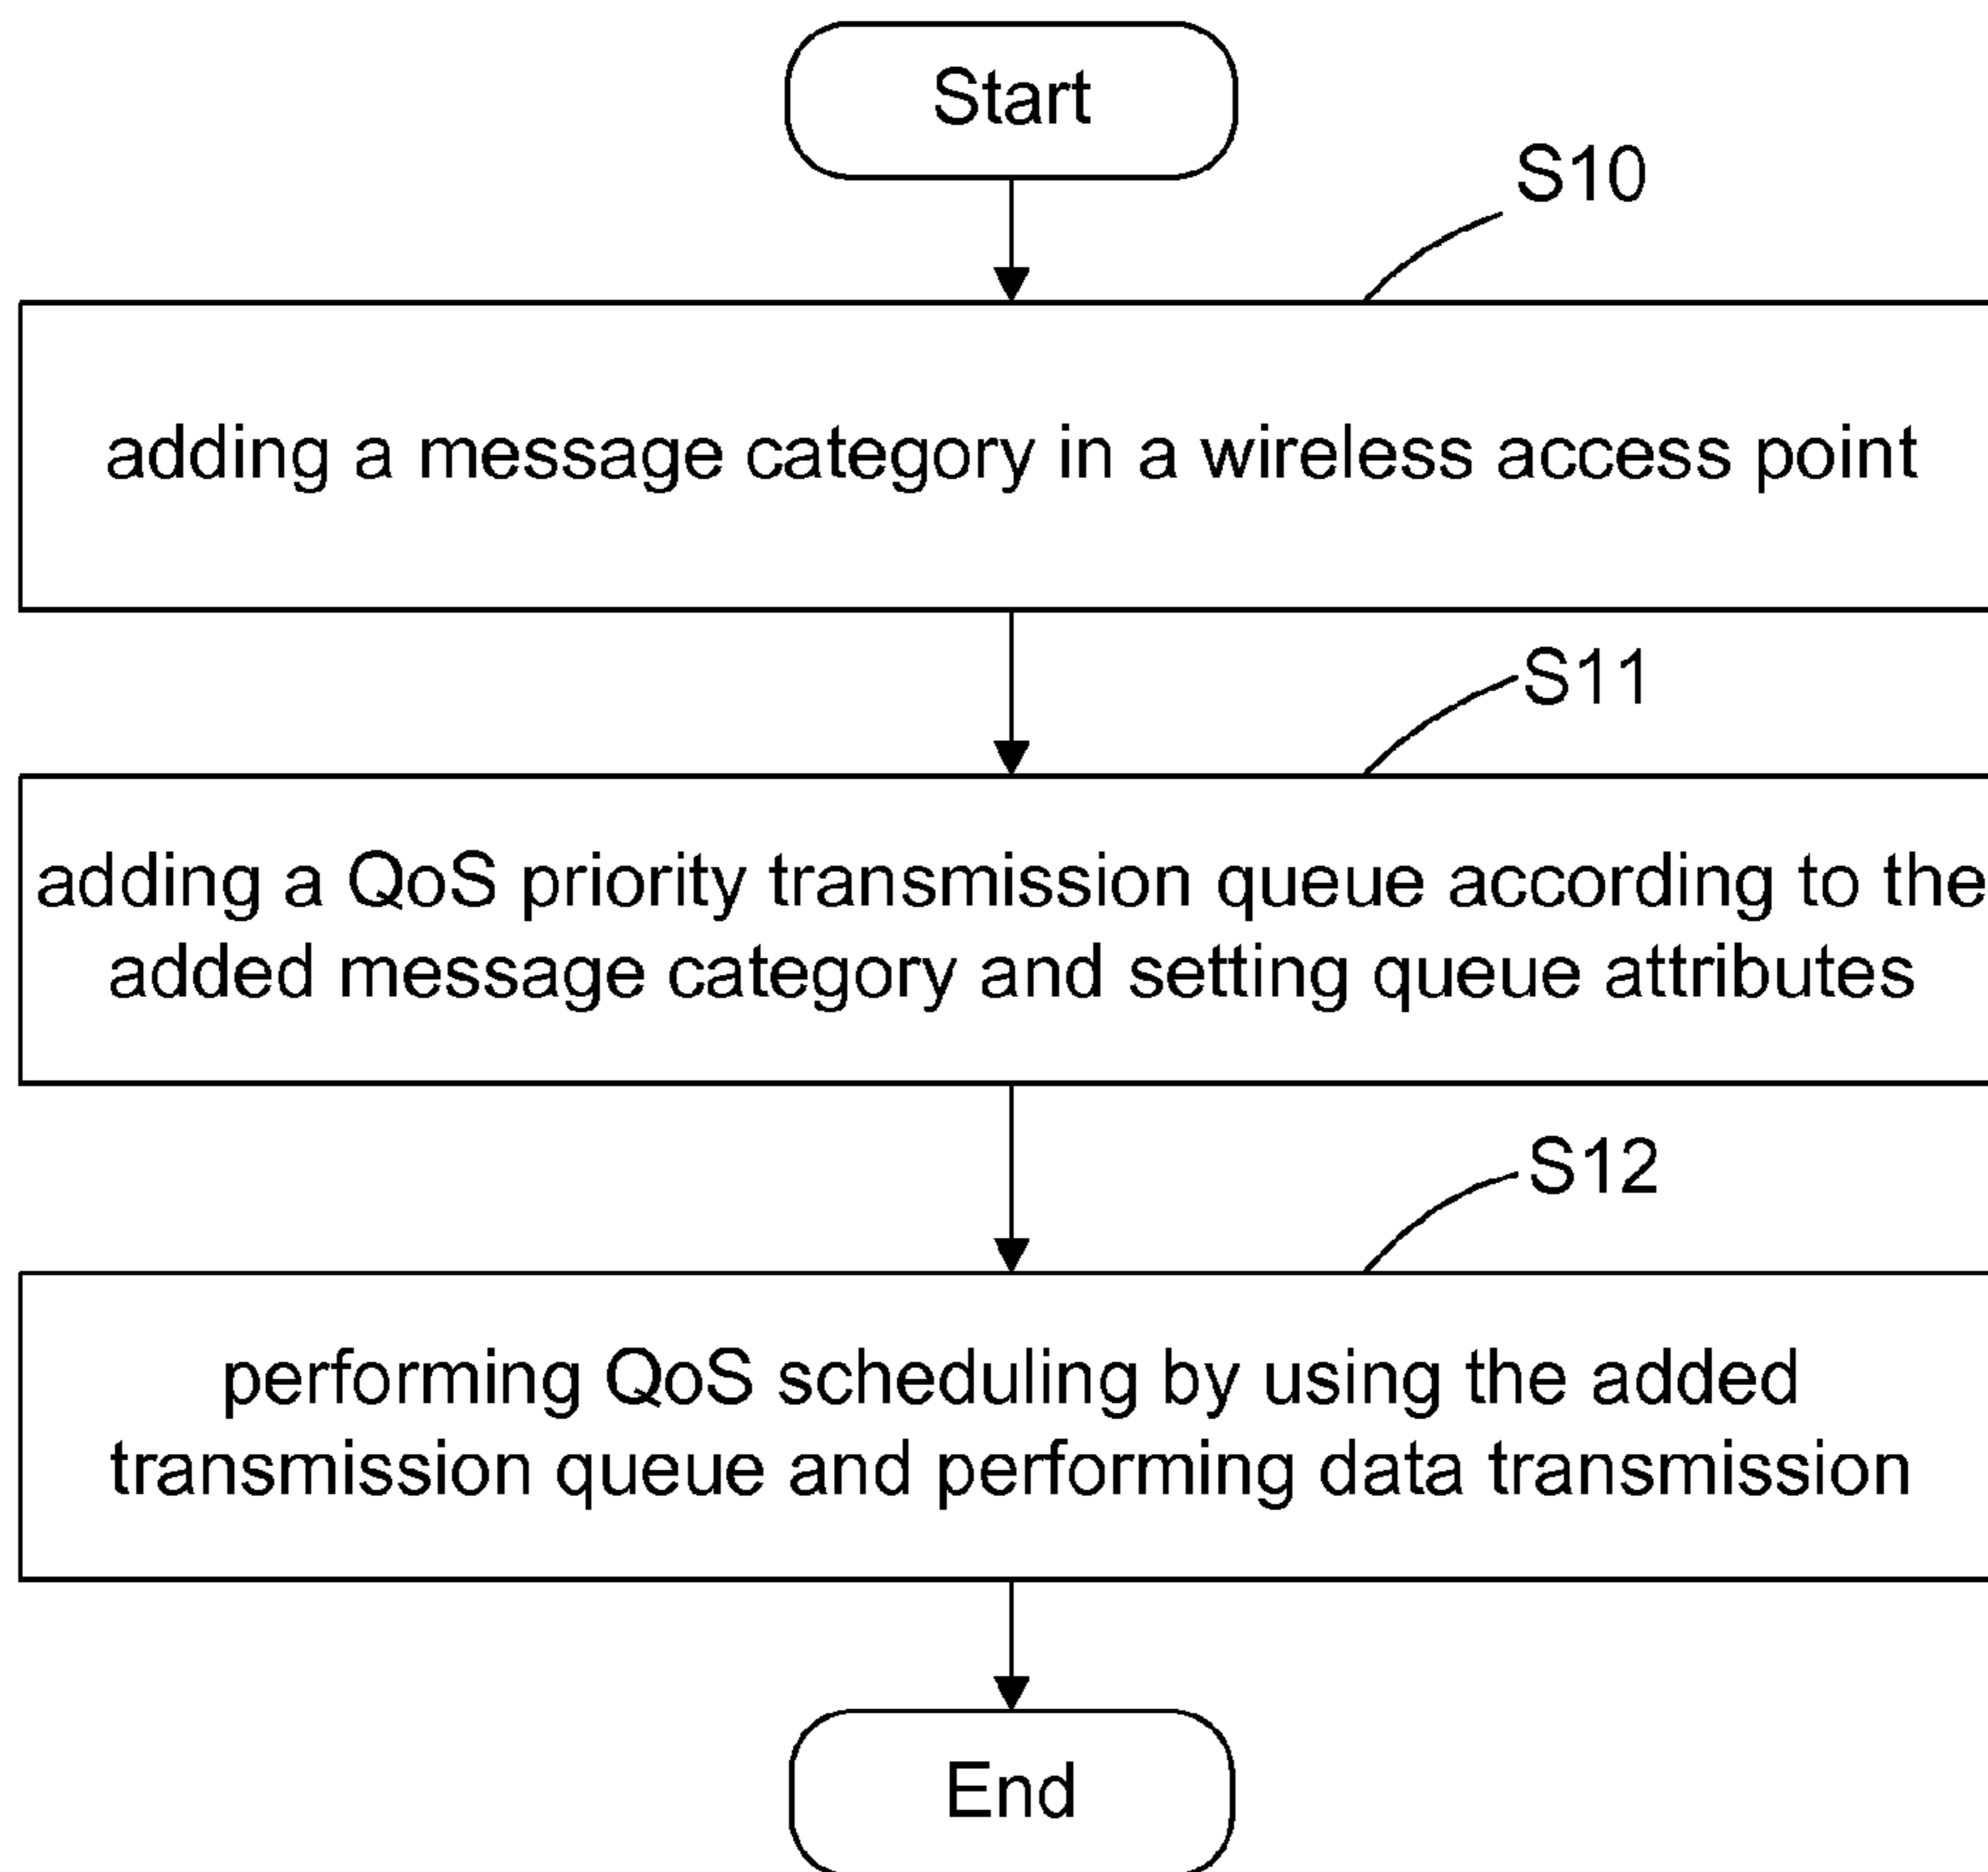 Start
S10
adding a message category in a wireless access point
S11
adding a QoS priority transmission queue according to the
added message category and setting queue attributes
S12
performing QoS scheduling by using the added
transmission queue and performing data transmission
End